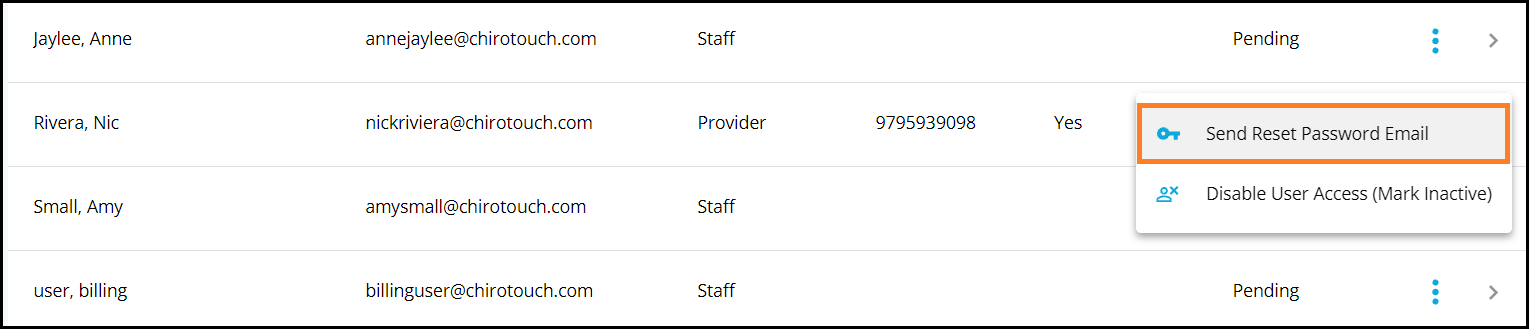 Jaylee, Anne annejaylee@chirotouch.com Staff Pending
Rivera, Nic nickriviera@chirotouch.com Provider 9795939098 Yes
Send Reset Password Email
Disable User Access (Mark Inactive)
Small, Amy amysmall@chirotouch.com Staff
user, billing billinguser@chirotouch.com Staff Pending